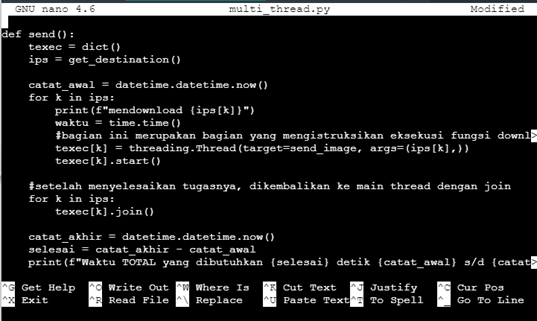 GNU nano 4.6 multi_thread.py Modified
def send():
    texec = dict()
    ips = get_destination()
    catat_awal = datetime.datetime.now()
    for k in ips:
        print(f"mendownload {ips[k]}")
        waktu = time.time()
        #bagian ini merupakan bagian yang mengistruksikan eksekusi fungsi downl>
        texec[k] = threading.Thread(target=send_image, args=(ips[k],))
        texec[k].start()
    #setelah menyelesaikan tugasnya, dikembalikan ke main thread dengan join
    for k in ips:
        texec[k].join()
    catat_akhir = datetime.datetime.now()
    selesai = catat_akhir - catat_awal
    print(f"Waktu TOTAL yang dibutuhkan {selesai} detik {catat_awal} s/d {catat>
^G Get Help ^O Write Out ^W Where Is ^K Cut Text ^J Justify ^C Cur Pos
^X Exit ^R Read File ^\ Replace ^U Paste Text ^T To Spell ^_ Go To Line